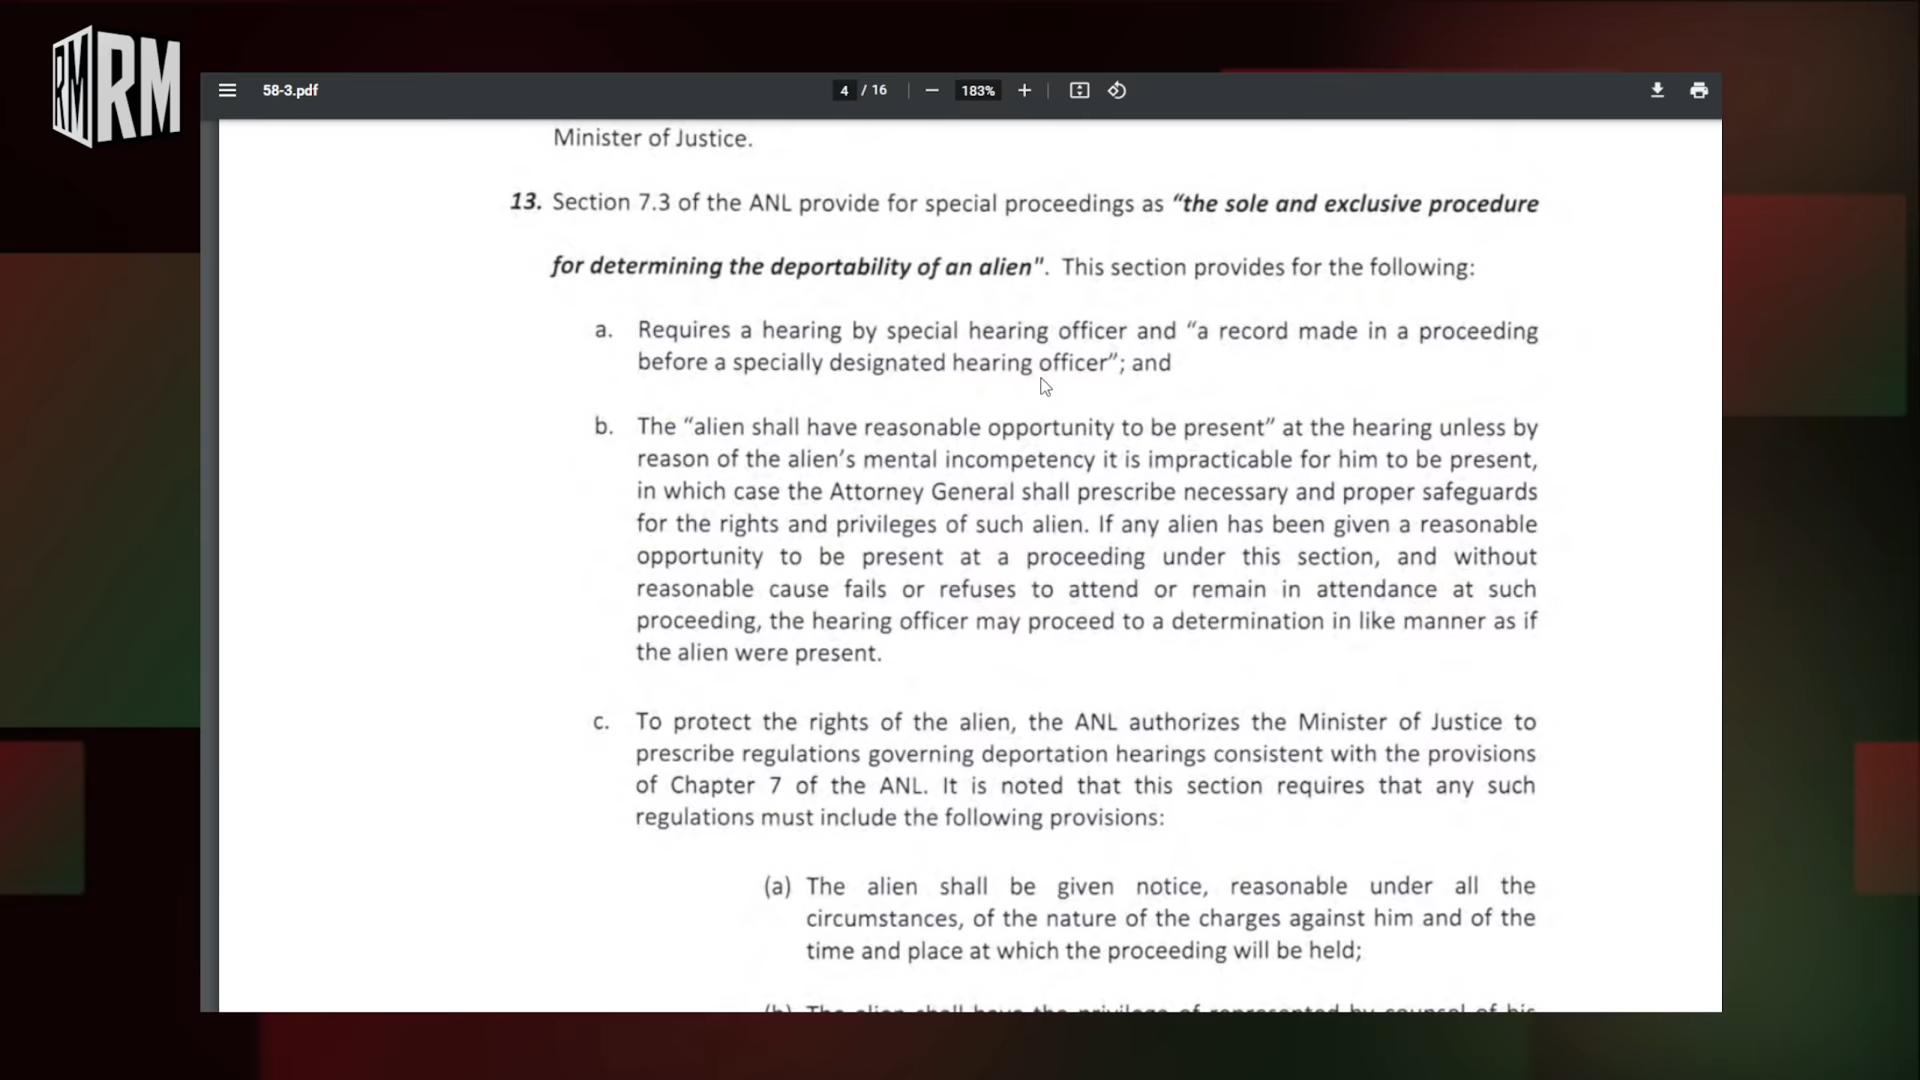 RM RM
58-3.pdf
4 / 16
183%
Minister of Justice.
13. Section 7.3 of the ANL provide for special proceedings as “the sole and exclusive procedure
for determining the deportability of an alien". This section provides for the following:
a. Requires a hearing by special hearing officer and “a record made in a proceeding
before a specially designated hearing officer”; and
b. The “alien shall have reasonable opportunity to be present” at the hearing unless by
reason of the alien’s mental incompetency it is impracticable for him to be present,
in which case the Attorney General shall prescribe necessary and proper safeguards
for the rights and privileges of such alien. If any alien has been given a reasonable
opportunity to be present at a proceeding under this section, and without
reasonable cause fails or refuses to attend or remain in attendance at such
proceeding, the hearing officer may proceed to a determination in like manner as if
the alien were present.
c. To protect the rights of the alien, the ANL authorizes the Minister of Justice to
prescribe regulations governing deportation hearings consistent with the provisions
of Chapter 7 of the ANL. It is noted that this section requires that any such
regulations must include the following provisions:
(a) The alien shall be given notice, reasonable under all the
circumstances, of the nature of the charges against him and of the
time and place at which the proceeding will be held;
(b) The alien shall have the privilege of represented by counsel of his